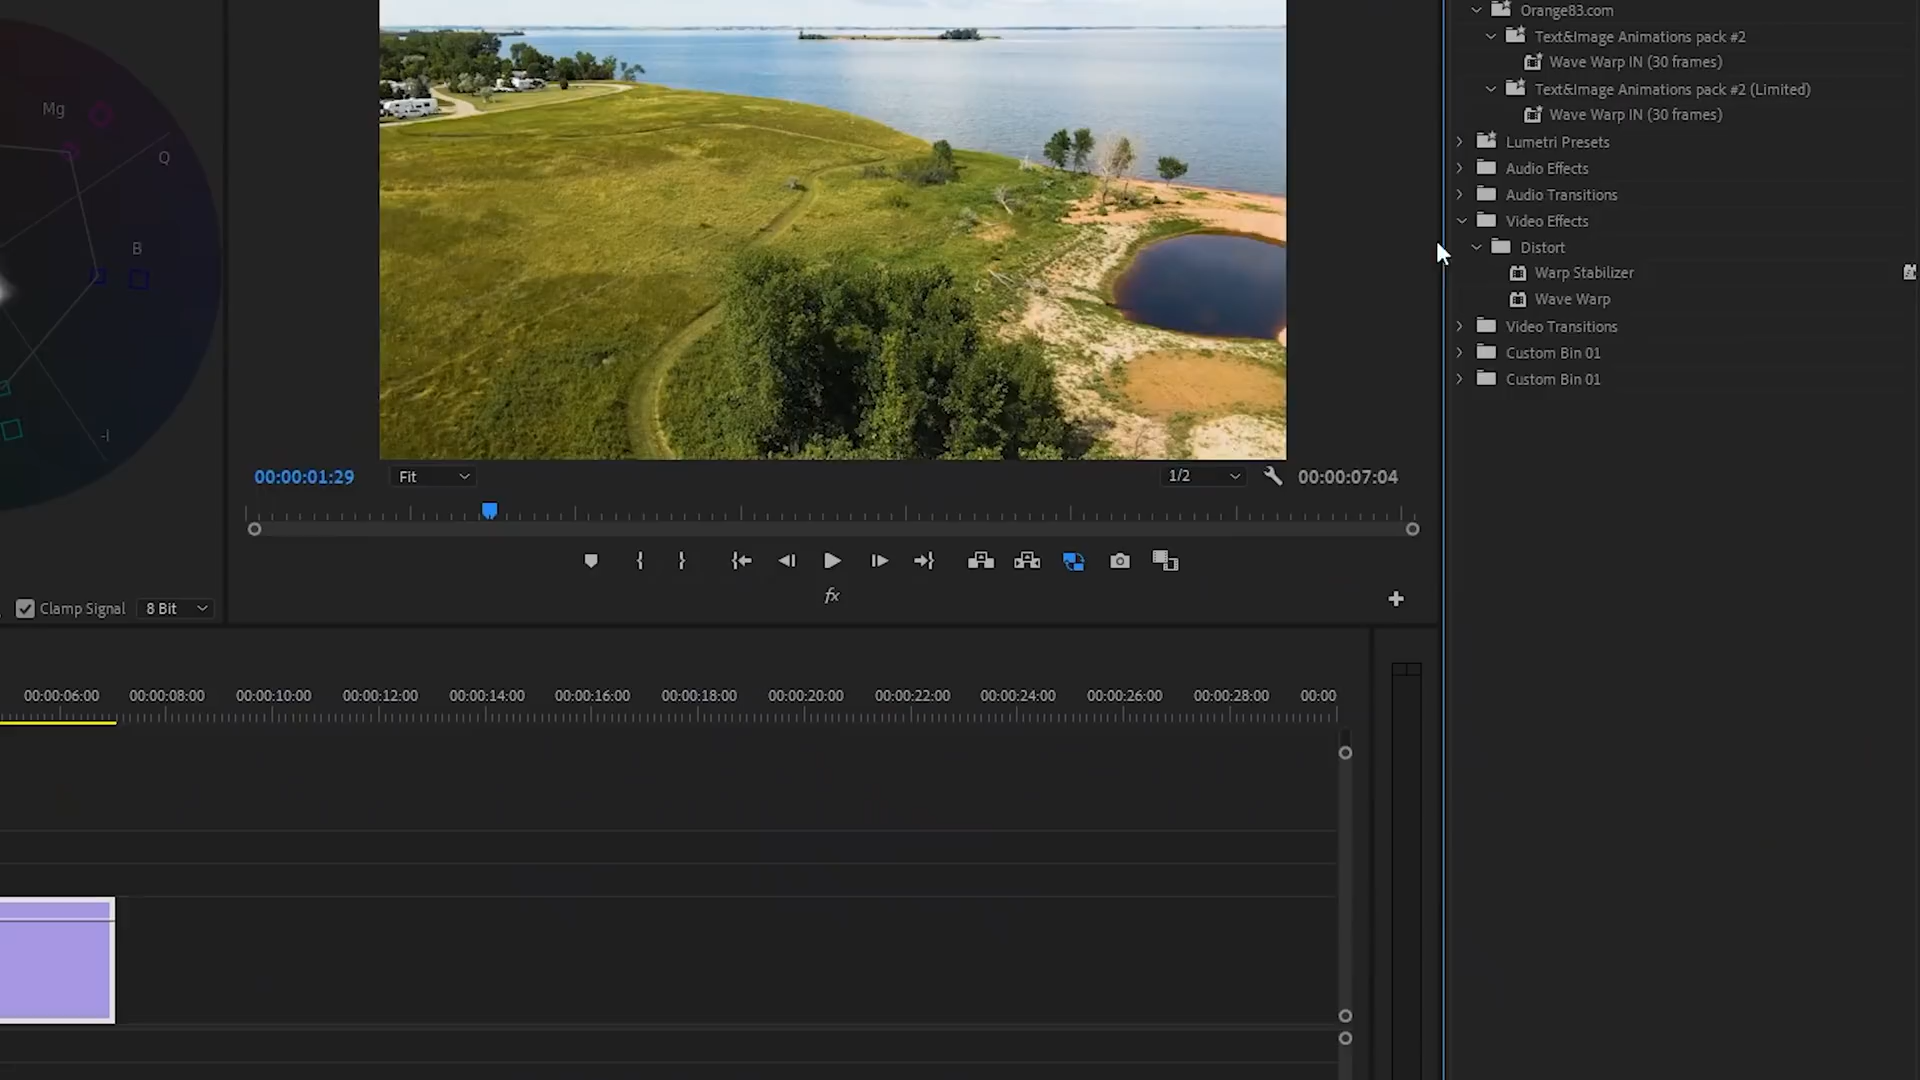 Mg
Q
B
-I
Orange83.com
Text&Image Animations pack #2
Wave Warp IN (30 frames)
Text&Image Animations pack #2 (Limited)
Wave Warp IN (30 frames)
Lumetri Presets
Audio Effects
Audio Transitions
Video Effects
Distort
Warp Stabilizer
Wave Warp
Video Transitions
Custom Bin 01
Custom Bin 01
00:00:01:29
Fit
1/2
00:00:07:04
fx
Clamp Signal
8 Bit
00:00:06:00 00:00:08:00 00:00:10:00 00:00:12:00 00:00:14:00 00:00:16:00 00:00:18:00 00:00:20:00 00:00:22:00 00:00:24:00 00:00:26:00 00:00:28:00 00:00